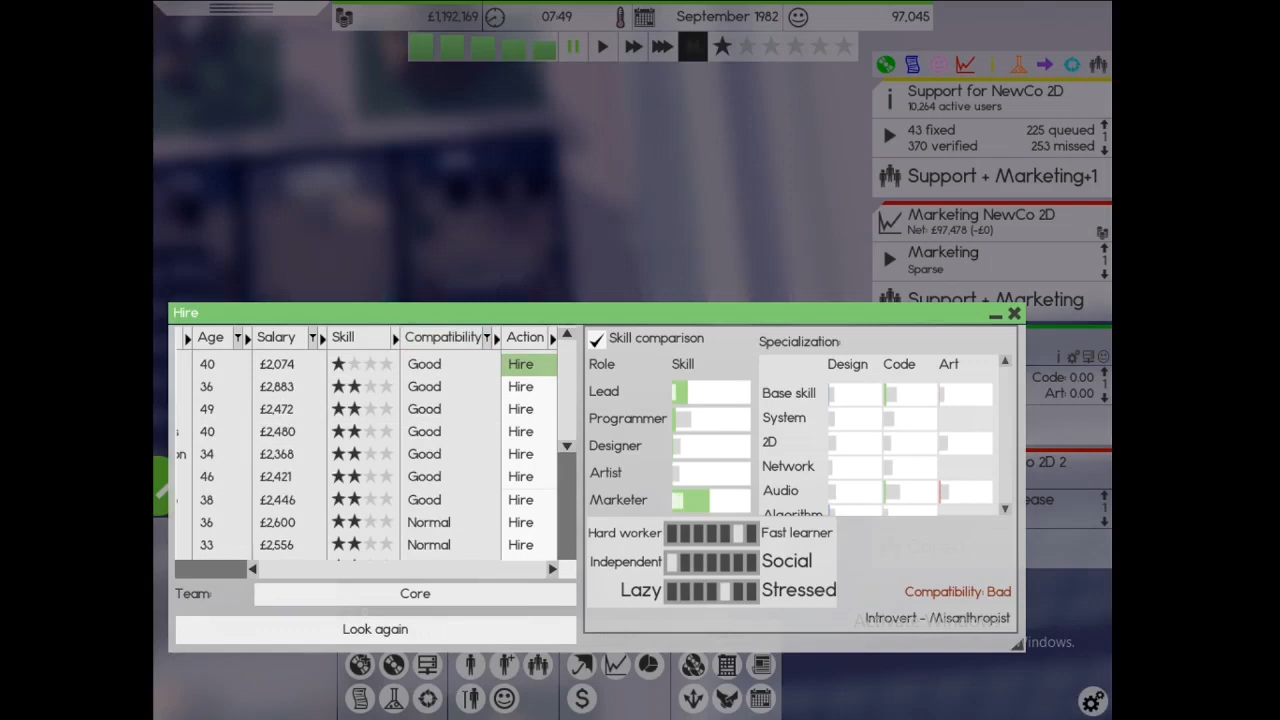 £1,192,169
07:49
September 1982
97,045
Support for NewCo 2D
10,264 active users
43 fixed 225 queued
370 verified 253 missed
1
Support + Marketing+1
Marketing NewCo 2D
Net: £97,478 (-£0)
Marketing
Sparse
1
Support + Marketing
Hire
Age Salary Skill Compatibility Action
40 £2,074 Good Hire
36 £2,883 Good Hire
49 £2,472 Good Hire
40 £2,480 Good Hire
34 £2,368 Good Hire
46 £2,421 Good Hire
38 £2,446 Good Hire
36 £2,600 Normal Hire
33 £2,556 Normal Hire
Team: Core
Look again
Skill comparison
Role Skill
Lead
Programmer
Designer
Artist
Marketer
Specialization:
Design Code Art
Base skill
System
2D
Network
Audio
Algorithm
Hard worker Fast learner
Independent Social
Lazy Stressed
Compatibility: Bad
Introvert - Misanthropist
Code: 0.00
Art: 0.00
1
2D 2
1
Windows.